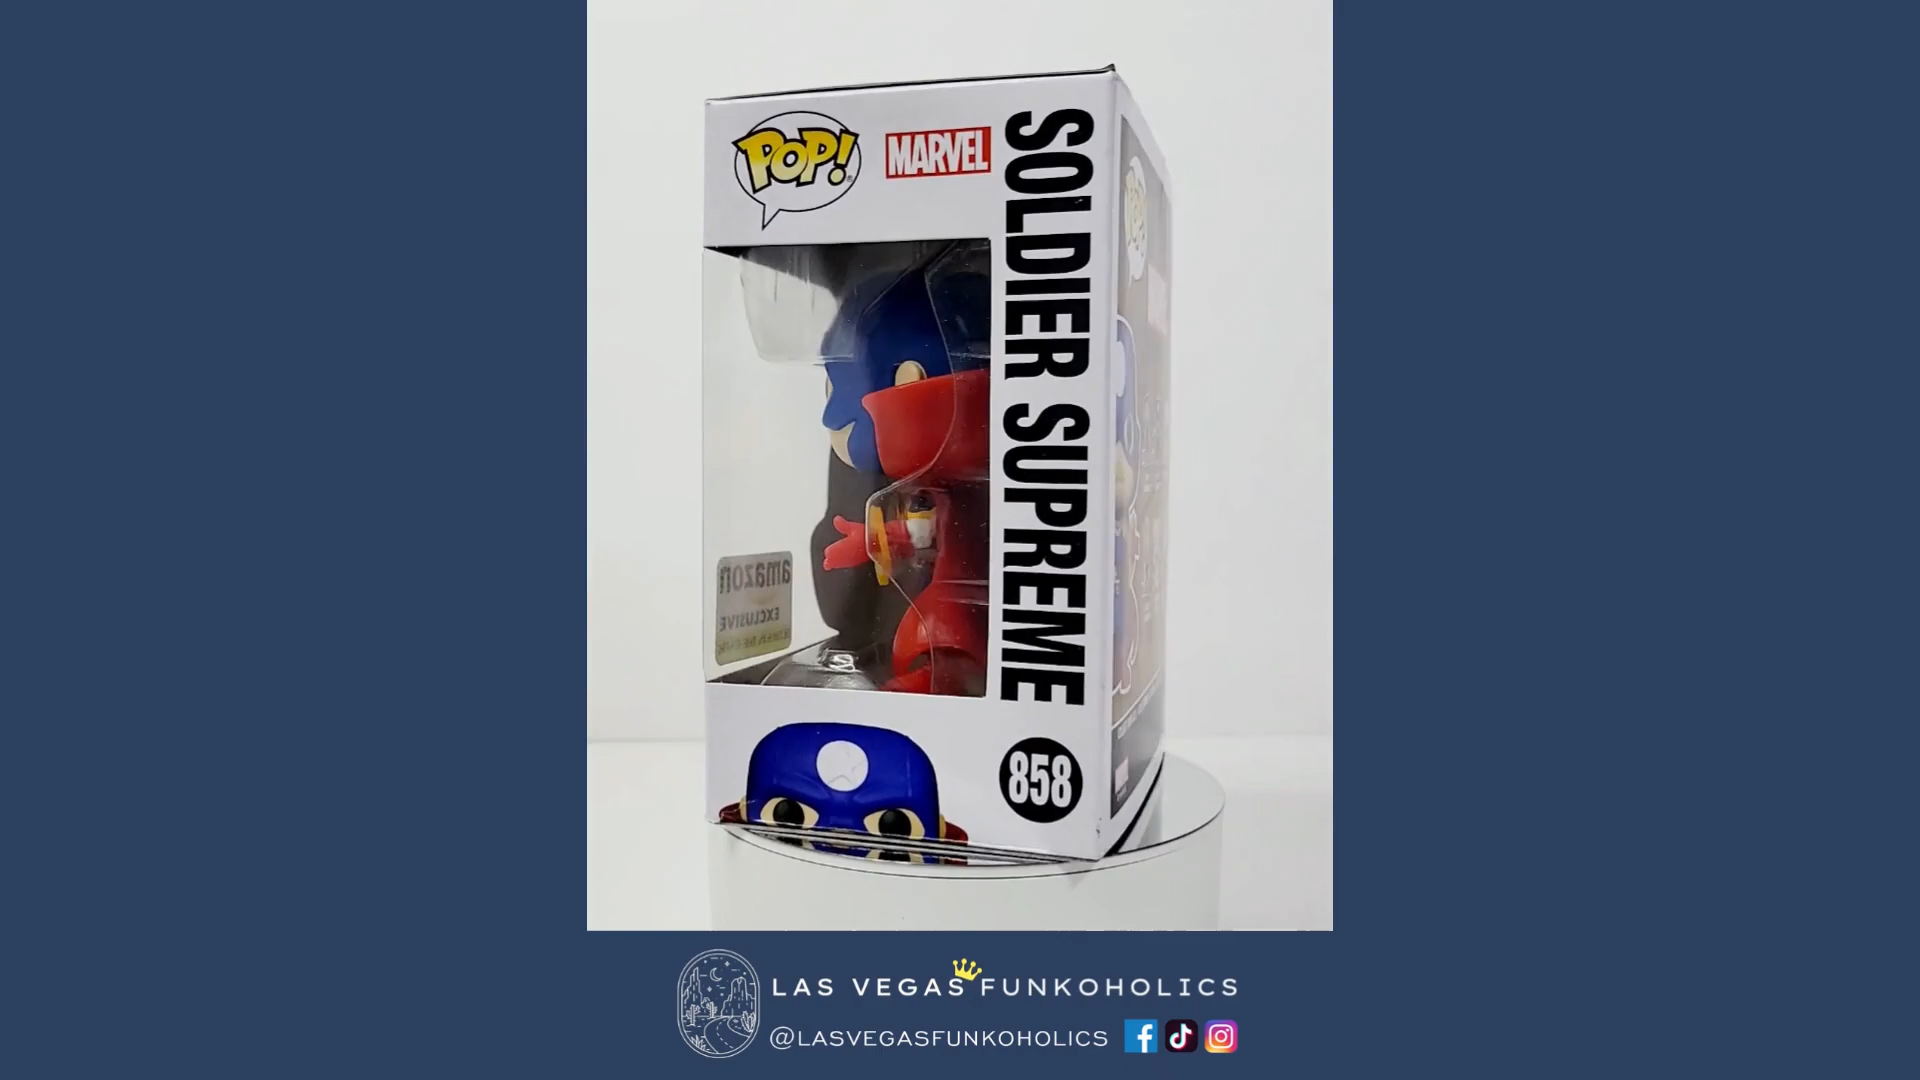 POP!
MARVEL
SOLDIER SUPREME
amazon
EXCLUSIVE
858
LAS VEGAS FUNKOHOLICS
@LASVEGASFUNKOHOLICS